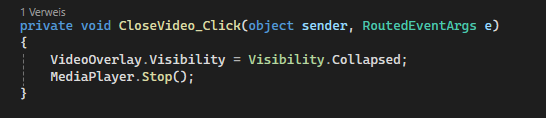 1 Verweis
private void CloseVideo_Click(object sender, RoutedEventArgs e)
{
    VideoOverlay.Visibility = Visibility.Collapsed;
    MediaPlayer.Stop();
}